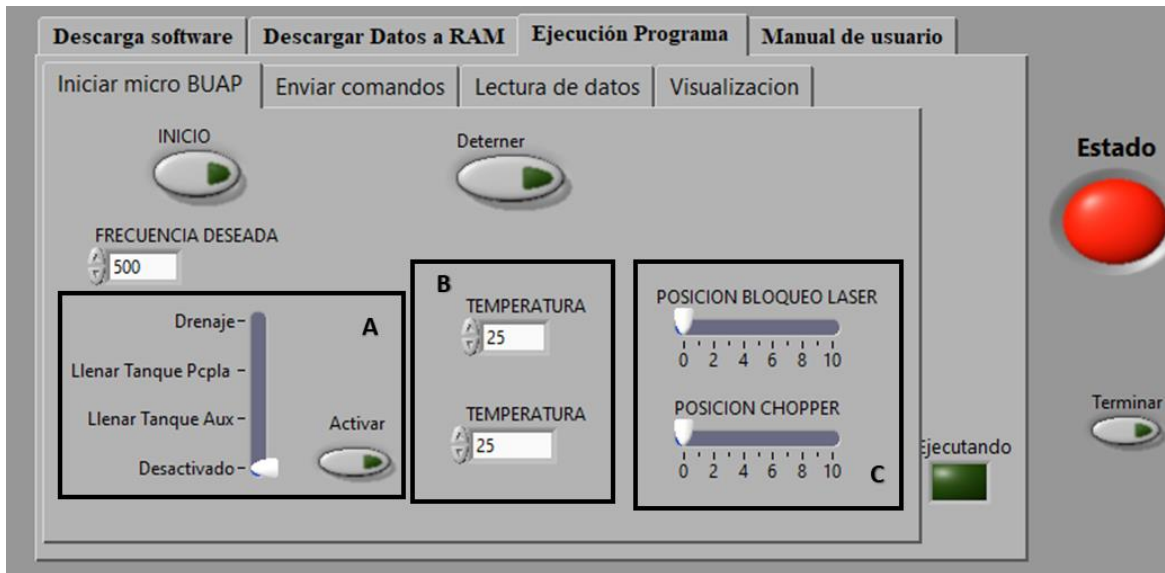 Descarga software
Descargar Datos a RAM
Ejecución Programa
Manual de usuario
Iniciar micro BUAP
Enviar comandos
Lectura de datos
Visualizacion
INICIO
Deterner
Estado
FRECUENCIA DESEADA
500
A
Drenaje
Llenar Tanque Pcpla
Llenar Tanque Aux
Desactivado
Activar
B
TEMPERATURA
25
TEMPERATURA
25
POSICION BLOQUEO LASER
0 2 4 6 8 10
POSICION CHOPPER
0 2 4 6 8 10
C
Ejecutando
Terminar